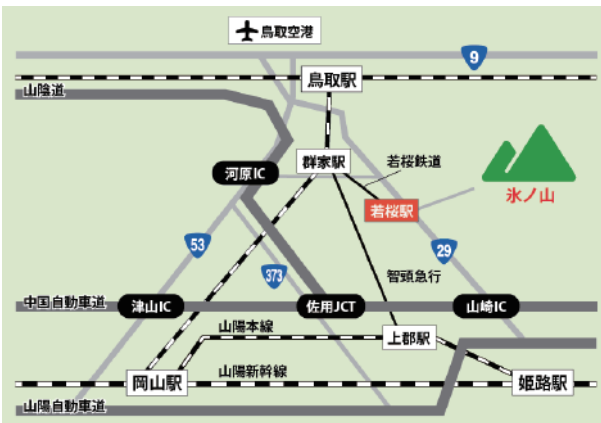 鳥取空港
9
鳥取駅
山陰道
群家駅
若桜鉄道
河原IC
氷ノ山
若桜駅
53
29
373
智頭急行
中国自動車道
津山IC
佐用JCT
山崎IC
山陽本線
上郡駅
山陽新幹線
岡山駅
姫路駅
山陽自動車道